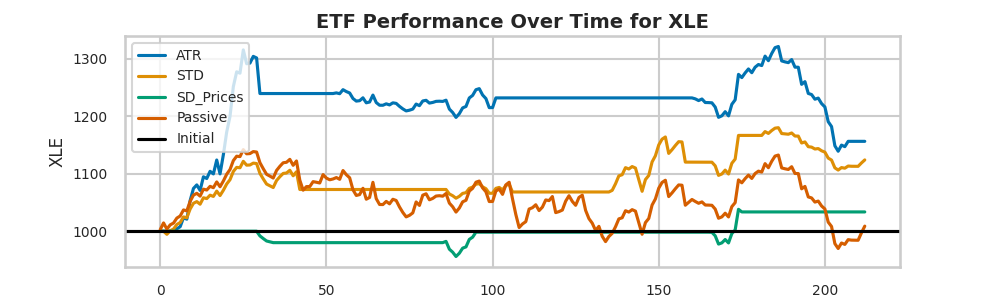 ETF Performance Over Time for XLE
XLE
1300
1200
1100
1000
ATR
STD
SD_Prices
Passive
Initial
0
50
100
150
200